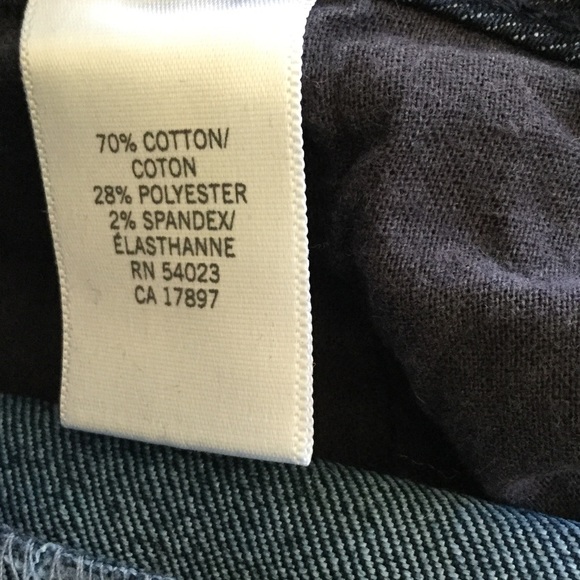 70% COTTON/
COTON
28% POLYESTER
2% SPANDEX/
ÉLASTHANNE
RN 54023
CA 17897